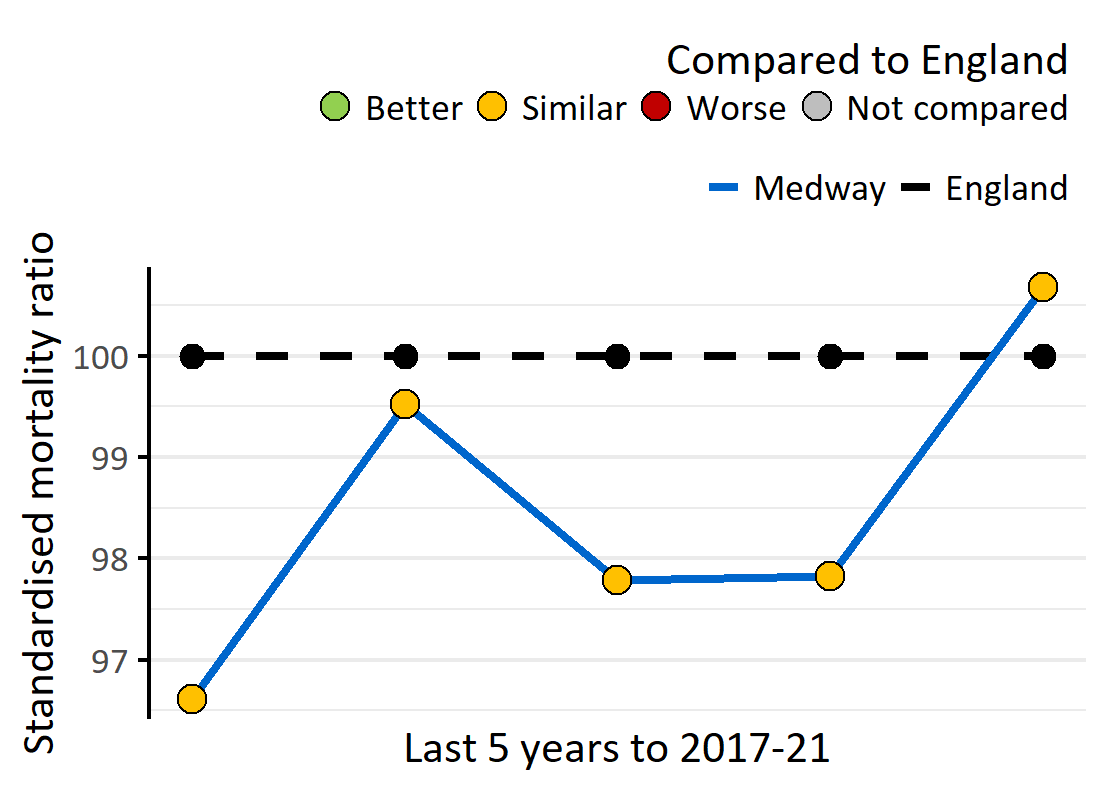 Compared to England
Better Similar Worse Not compared
Medway England
Standardised mortality ratio
100
99
98
97
Last 5 years to 2017-21